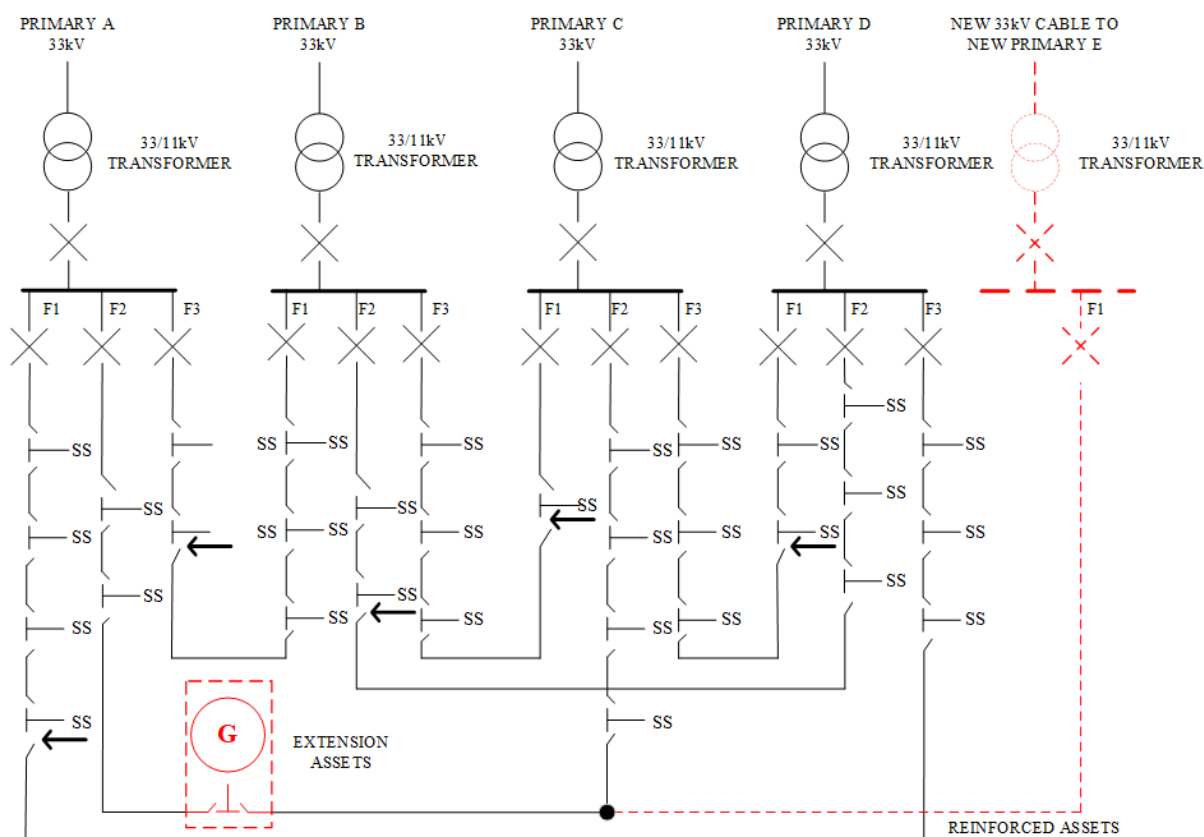 PRIMARY A
33kV
PRIMARY B
33kV
PRIMARY C
33kV
PRIMARY D
33kV
NEW 33kV CABLE TO
NEW PRIMARY E
33/11kV
TRANSFORMER
33/11kV
TRANSFORMER
33/11kV
TRANSFORMER
33/11kV
TRANSFORMER
33/11kV
TRANSFORMER
F1 F2 F3 F1 F2 F3 F1 F2 F3 F1 F2 F3 F1
SS
SS SS SS SS SS SS SS
SS SS SS SS SS
SS SS SS SS
SS SS SS SS SS SS SS SS
SS SS SS
SS SS SS SS SS SS
SS
SS
G
EXTENSION
ASSETS
REINFORCED ASSETS